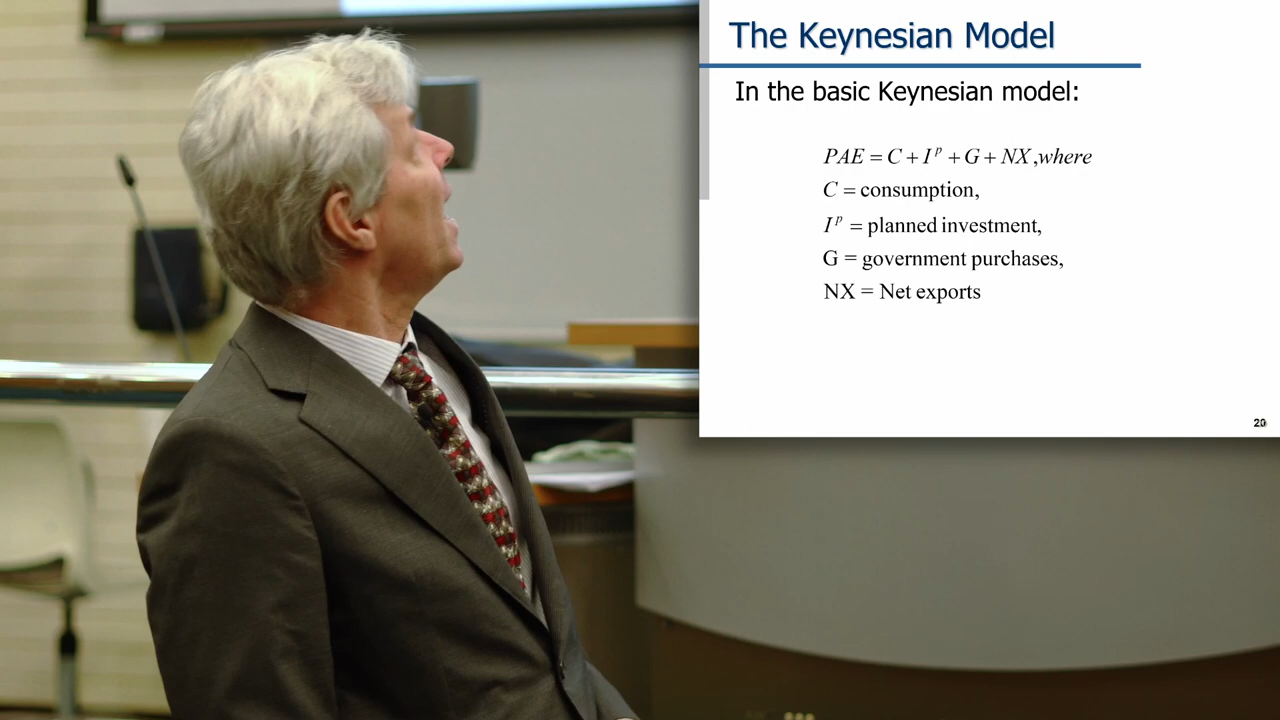 The Keynesian Model
In the basic Keynesian model:
PAE = C + I^p + G + NX ,where
C = consumption,
I^p = planned investment,
G = government purchases,
NX = Net exports
20